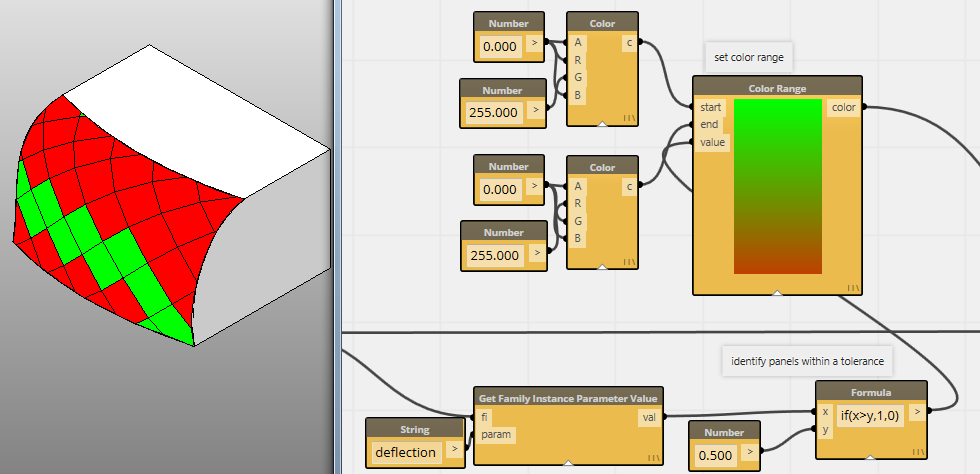 Number
0.000 >
Number
255.000 >
Color
A c
R
G
B
set color range
Color Range
start color
end
value
Number
0.000 >
Number
255.000 >
Color
A c
R
G
B
identify panels within a tolerance
String
deflection >
Get Family Instance Parameter Value
fi val
param
Number
0.500 >
Formula
x if(x>y,1,0) >
y